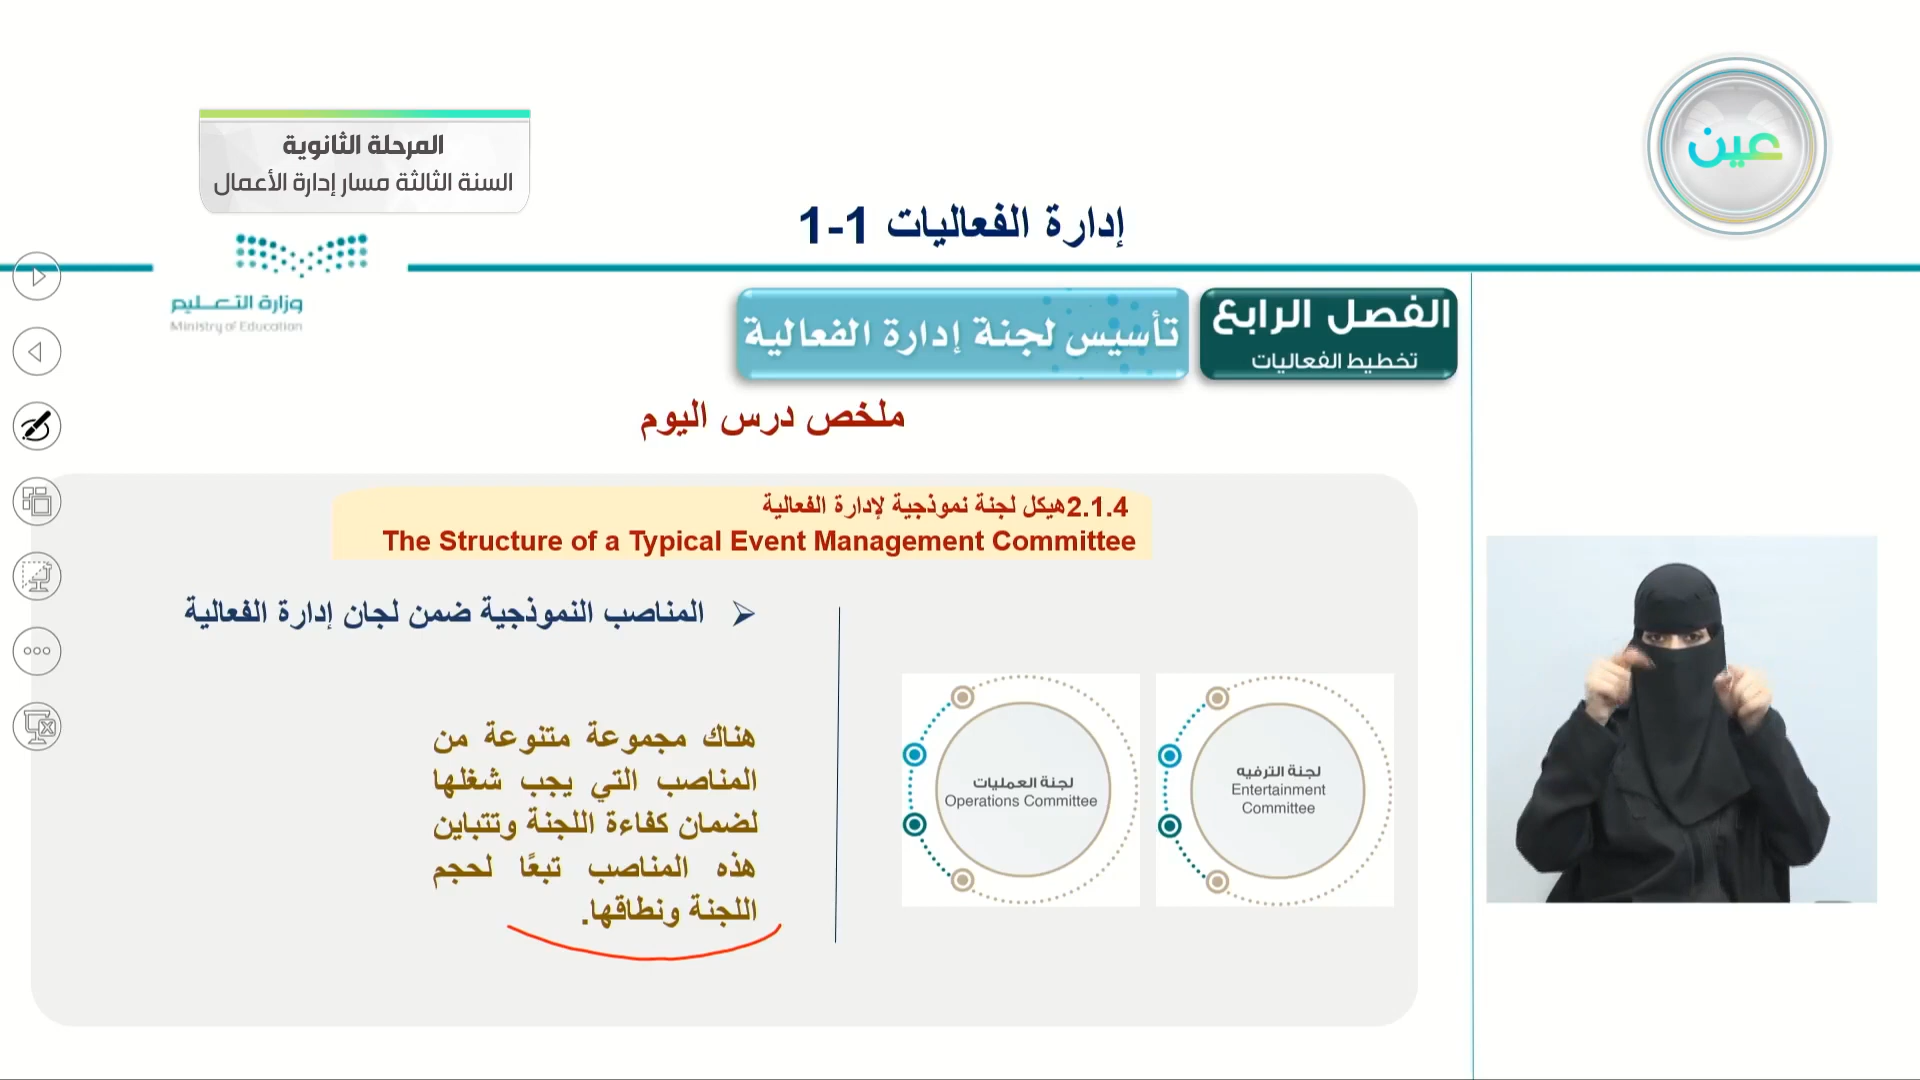 عين
المرحلة الثانوية
السنة الثالثة مسار إدارة الأعمال
إدارة الفعاليات 1-1
وزارة التعليم
Ministry of Education
الفصل الرابع
تخطيط الفعاليات
تأسيس لجنة إدارة الفعالية
ملخص درس اليوم
2.1.4هيكل لجنة نموذجية لإدارة الفعالية
The Structure of a Typical Event Management Committee
لجنة الترفيه
Entertainment
Committee
لجنة العمليات
Operations Committee
المناصب النموذجية ضمن لجان إدارة الفعالية
هناك مجموعة متنوعة من
المناصب التي يجب شغلها
لضمان كفاءة اللجنة وتتباين
هذه المناصب تبعًا لحجم
اللجنة ونطاقها.